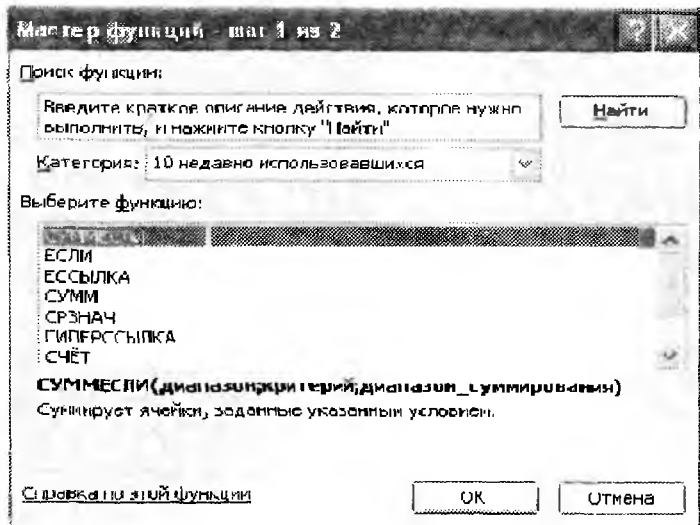 Мастер функций - шаг 1 из 2
Поиск функции:
Введите краткое описание действия, которое нужно
выполнить, и нажмите кнопку "Найти"
Найти
Категория: 10 недавно использовавшихся
Выберите функцию:
ЕСЛИ
ЕССЫЛКА
СУММ
СРЗНАЧ
ГИПЕРССЫЛКА
СЧЁТ
СУММЕСЛИ(диапазон;критерий;диапазон_суммирования)
Суммирует ячейки, заданные указанным условием.
Справка по этой функции
ОК
Отмена